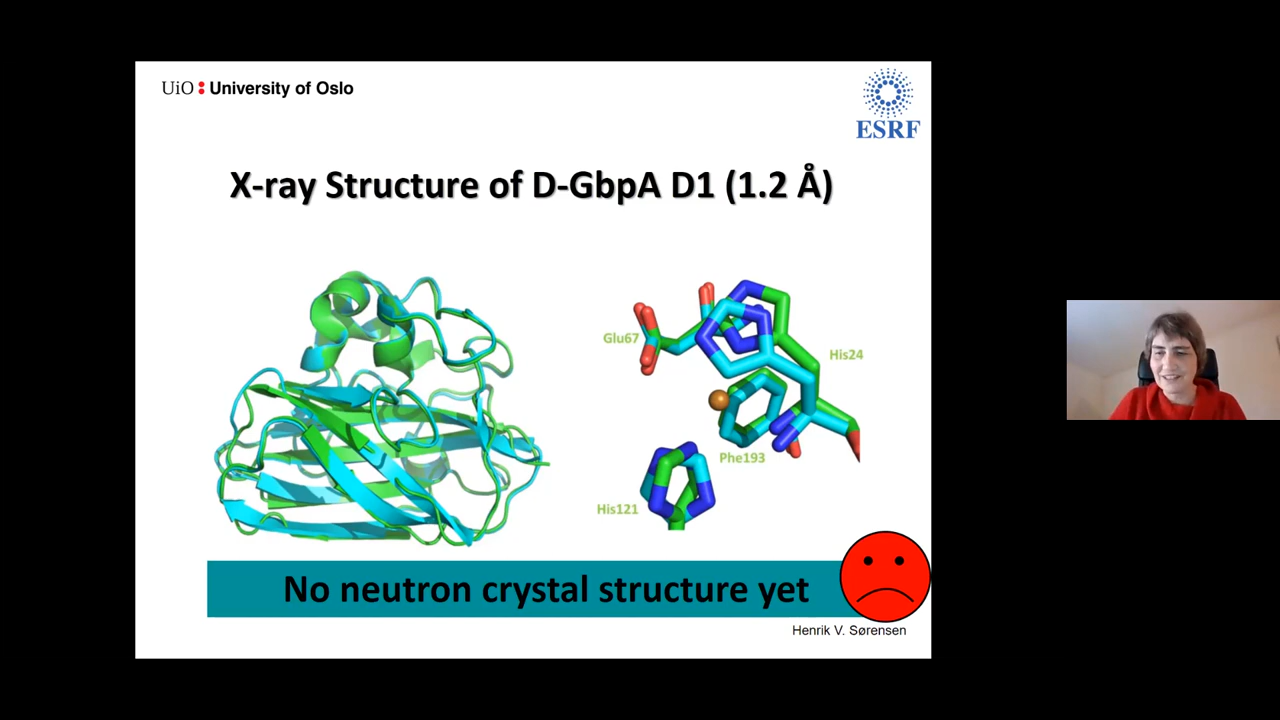 UiO : University of Oslo
ESRF
X-ray Structure of D-GbpA D1 (1.2 Å)
Glu67
His24
Phe193
His121
No neutron crystal structure yet
Henrik V. Sørensen